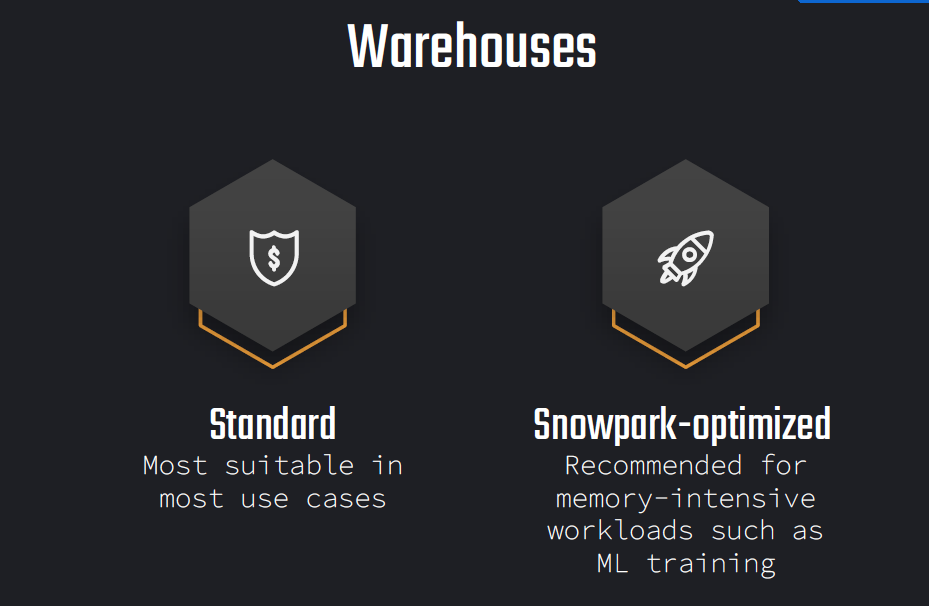 Warehouses
$
Standard
Most suitable in
most use cases
Snowpark-optimized
Recommended for
memory-intensive
workloads such as
ML training